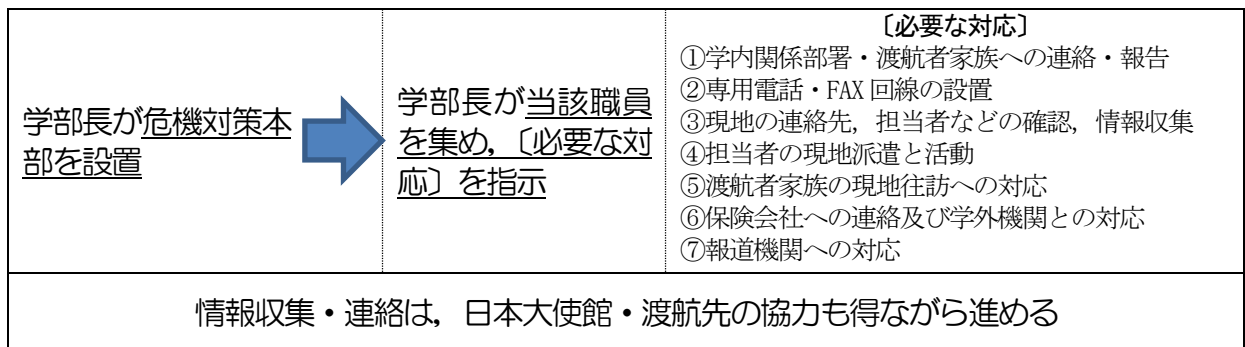 学部長が危機対策本
部を設置
学部長が当該職員
を集め，〔必要な対
応〕を指示
〔必要な対応〕
①学内関係部署・渡航者家族への連絡・報告
②専用電話・FAX 回線の設置
③現地の連絡先，担当者などの確認，情報収集
④担当者の現地派遣と活動
⑤渡航者家族の現地往訪への対応
⑥保険会社への連絡及び学外機関との対応
⑦報道機関への対応
情報収集・連絡は，日本大使館・渡航先の協力も得ながら進める